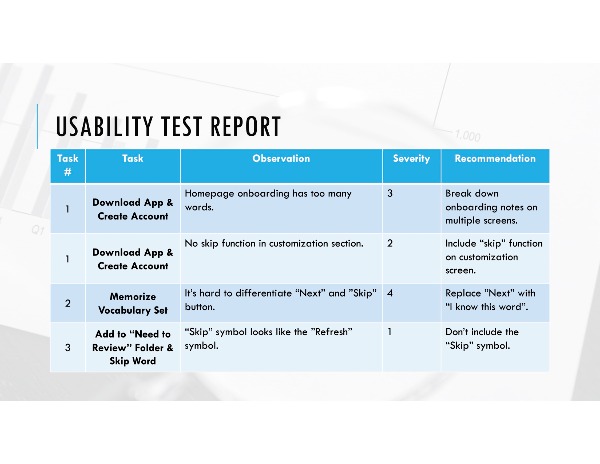 USABILITY TEST REPORT
Task # Task Observation Severity Recommendation
1 Download App & Create Account Homepage onboarding has too many words. 3 Break down onboarding notes on multiple screens.
1 Download App & Create Account No skip function in customization section. 2 Include “skip” function on customization screen.
2 Memorize Vocabulary Set It’s hard to differentiate “Next” and ”Skip” button. 4 Replace ”Next” with “I know this word”.
3 Add to “Need to Review” Folder & Skip Word “Skip” symbol looks like the ”Refresh” symbol. 1 Don’t include the “Skip” symbol.
1,000
Q1